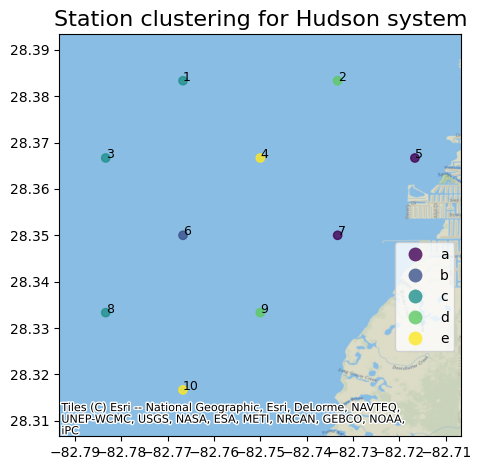 Station clustering for Hudson system
28.39
28.38
28.37
28.36
28.35
28.34
28.33
28.32
28.31
1
2
3
4
5
6
7
8
9
10
a
b
c
d
e
Tiles (C) Esri -- National Geographic, Esri, DeLorme, NAVTEQ,
UNEP-WCMC, USGS, NASA, ESA, METI, NRCAN, GEBCO, NOAA,
iPC
−82.79−82.78−82.77−82.76−82.75−82.74−82.73−82.72−82.71